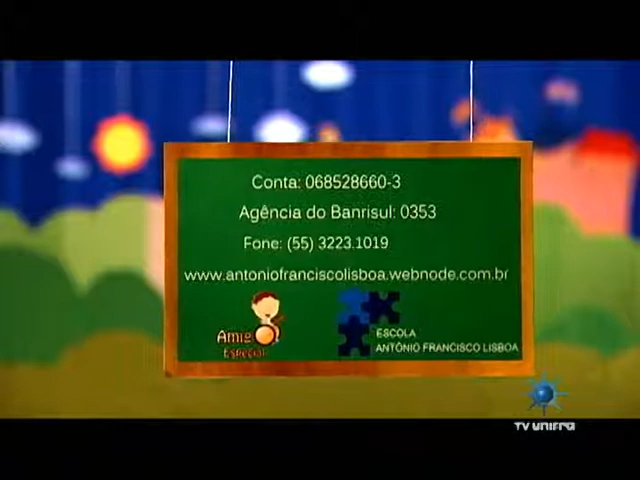 Conta: 068528660-3
Agência do Banrisul: 0353
Fone: (55) 3223.1019
www.antoniofranciscolisboa.webnode.com.br
Amigo
Especial
ESCOLA
ANTÔNIO FRANCISCO LISBOA
TV UNIFRA